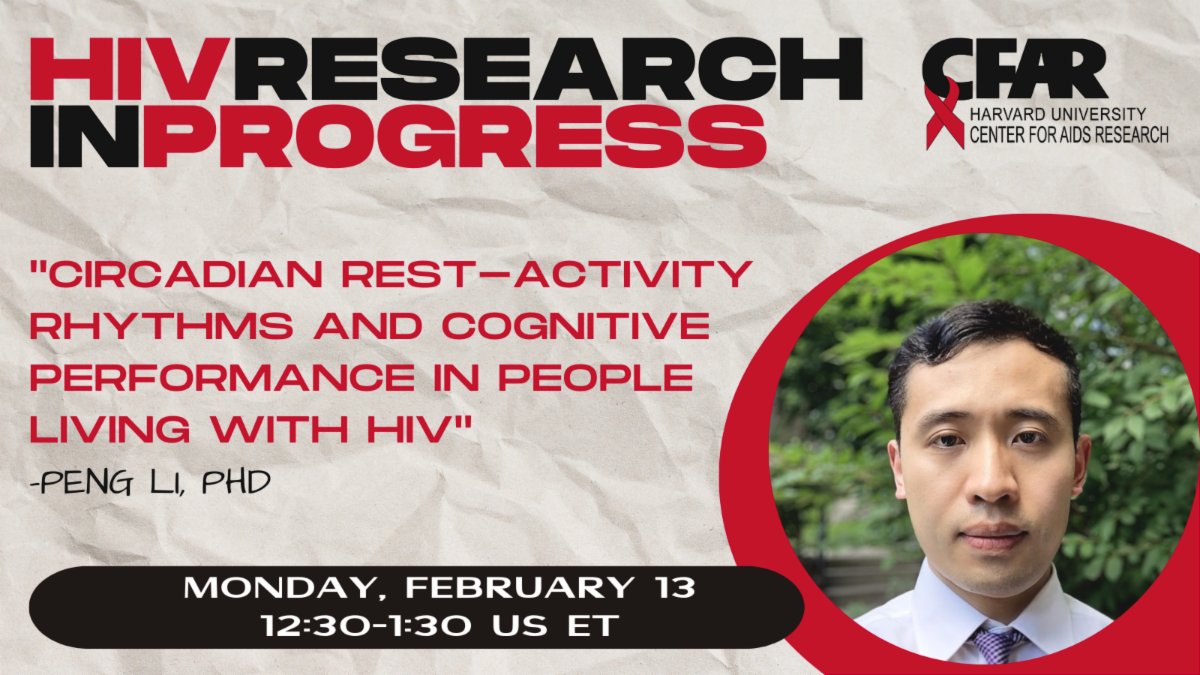 HIVRESEARCH
INPROGRESS
CFAR
HARVARD UNIVERSITY
CENTER FOR AIDS RESEARCH
"CIRCADIAN REST-ACTIVITY
RHYTHMS AND COGNITIVE
PERFORMANCE IN PEOPLE
LIVING WITH HIV"
-PENG LI, PHD
MONDAY, FEBRUARY 13
12:30-1:30 US ET